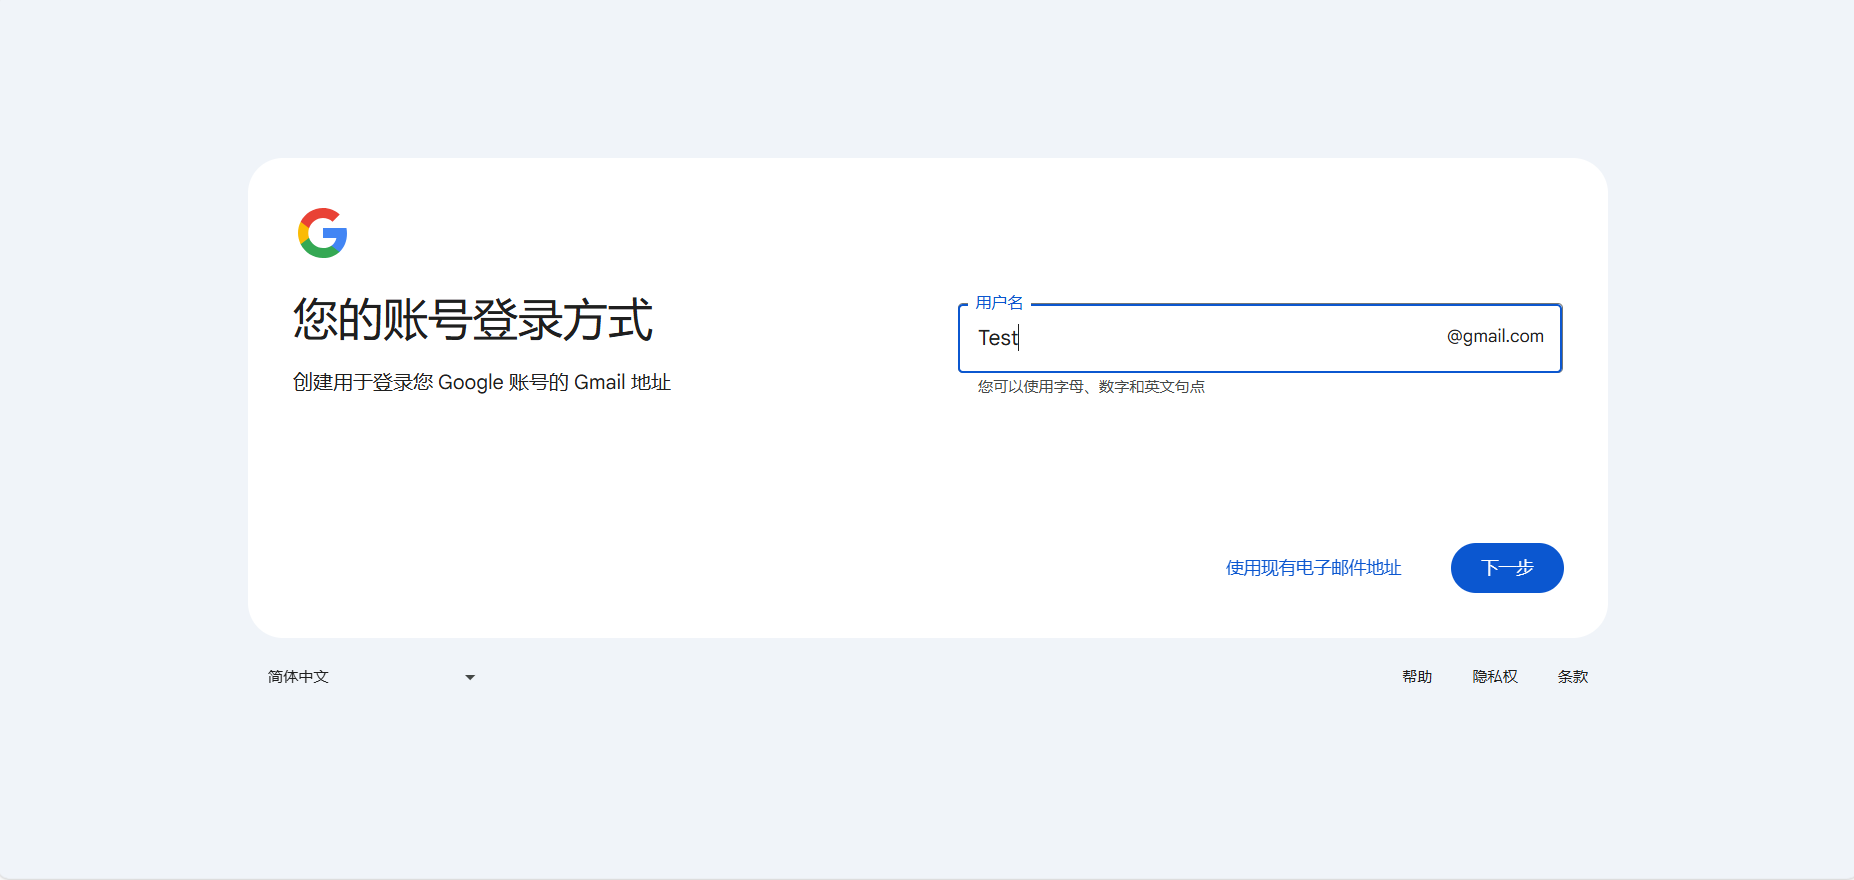 您的账号登录方式
创建用于登录您 Google 账号的 Gmail 地址
用户名
Test @gmail.com
您可以使用字母、数字和英文句点
使用现有电子邮件地址 下一步
简体中文 帮助 隐私权 条款